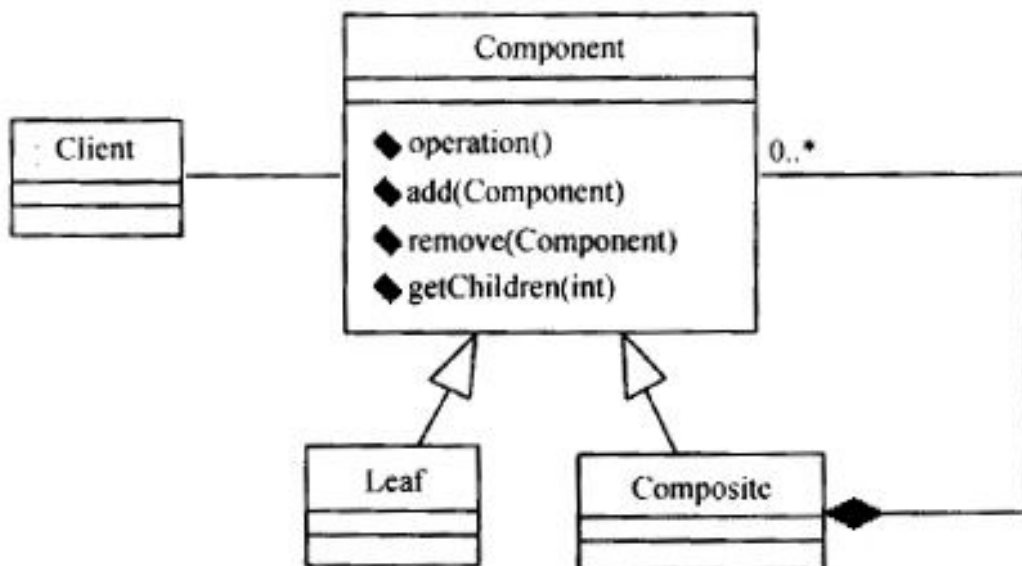 Component
Client
operation()
0..*
add(Component)
remove(Component)
getChildren(int)
Leaf
Composite